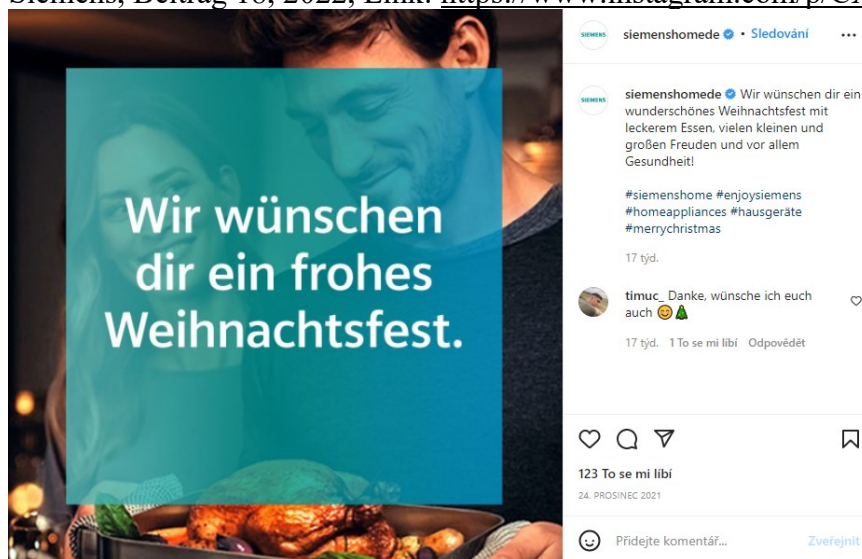 Siemens, Beitrag 18, 2022, Link: https://www.instagram.com/p/
SIEMENS siemenshomede • Sledování
Wir wünschen
dir ein frohes
Weihnachtsfest.
SIEMENS siemenshomede Wir wünschen dir ein
wunderschönes Weihnachtsfest mit
leckerem Essen, vielen kleinen und
großen Freuden und vor allem
Gesundheit!
#siemenshome #enjoysiemens
#homeappliances #hausgeräte
#merrychristmas
17 týd.
timuc_ Danke, wünsche ich euch
auch 😊🎄
17 týd. 1 To se mi líbí Odpovědět
123 To se mi líbí
24. PROSINEC 2021
Přidejte komentář... Zveřejnit